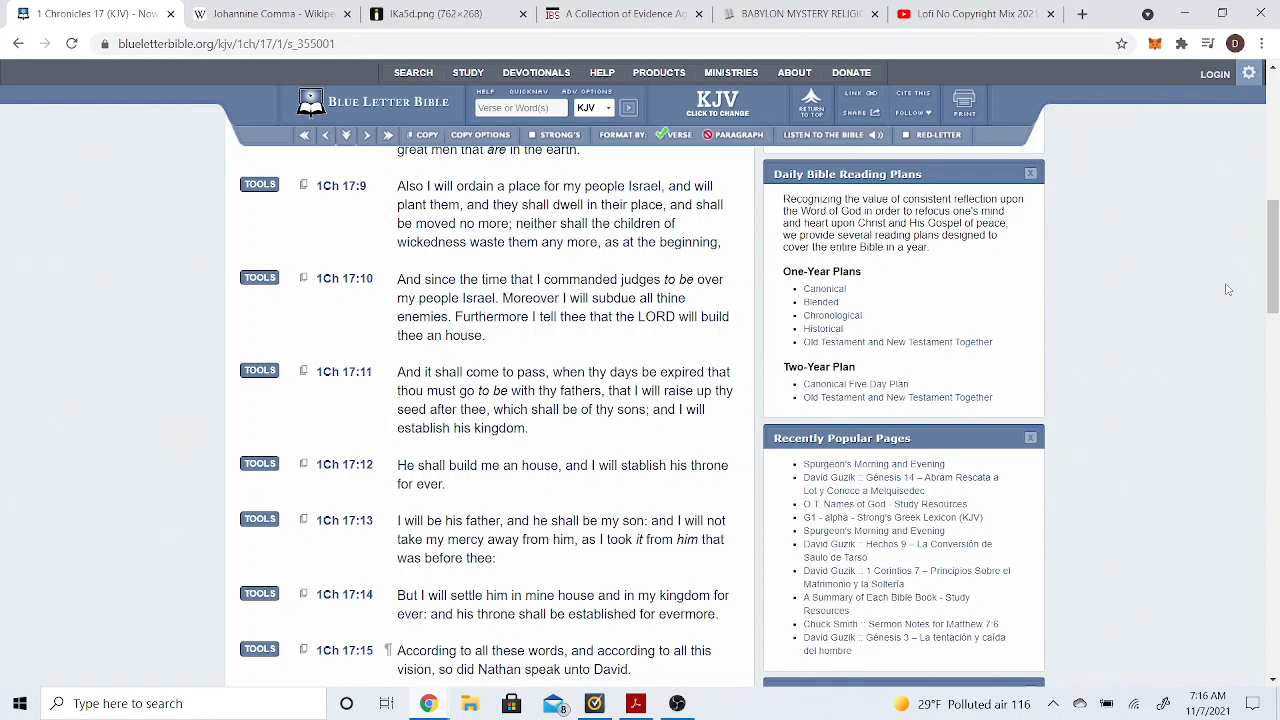 1 Chronicles 17 (KJV) - Now
Johannine Comma - Wikipe
IKa5d.png (762×268)
A Collection of Evidence Ag
BABYLON MYSTERY RELIGI
Lofi No Copyright Mix 2021
blueletterbible.org/kjv/1ch/17/1/s_355001
SEARCH STUDY DEVOTIONALS HELP PRODUCTS MINISTRIES ABOUT DONATE
LOGIN
BLUE LETTER BIBLE
HELP QUICKNAV ADV. OPTIONS
Verse or Word(s) KJV
KJV
CLICK TO CHANGE
RETURN TO TOP
LINK
CITE THIS
SHARE
FOLLOW
PRINT
COPY COPY OPTIONS STRONG'S FORMAT BY: VERSE PARAGRAPH LISTEN TO THE BIBLE RED-LETTER
great men that are in the earth.
TOOLS 1Ch 17:9 Also I will ordain a place for my people Israel, and will
plant them, and they shall dwell in their place, and shall
be moved no more; neither shall the children of
wickedness waste them any more, as at the beginning,
TOOLS 1Ch 17:10 And since the time that I commanded judges to be over
my people Israel. Moreover I will subdue all thine
enemies. Furthermore I tell thee that the LORD will build
thee an house.
TOOLS 1Ch 17:11 And it shall come to pass, when thy days be expired that
thou must go to be with thy fathers, that I will raise up thy
seed after thee, which shall be of thy sons; and I will
establish his kingdom.
TOOLS 1Ch 17:12 He shall build me an house, and I will stablish his throne
for ever.
TOOLS 1Ch 17:13 I will be his father, and he shall be my son: and I will not
take my mercy away from him, as I took it from him that
was before thee:
TOOLS 1Ch 17:14 But I will settle him in mine house and in my kingdom for
ever: and his throne shall be established for evermore.
TOOLS 1Ch 17:15 ¶ According to all these words, and according to all this
vision, so did Nathan speak unto David.
Daily Bible Reading Plans X
Recognizing the value of consistent reflection upon
the Word of God in order to refocus one's mind
and heart upon Christ and His Gospel of peace,
we provide several reading plans designed to
cover the entire Bible in a year.
One-Year Plans
Canonical
Blended
Chronological
Historical
Old Testament and New Testament Together
Two-Year Plan
Canonical Five Day Plan
Old Testament and New Testament Together
Recently Popular Pages X
Spurgeon's Morning and Evening
David Guzik :: Génesis 14 – Abram Rescata a
Lot y Conoce a Melquisedec
O.T. Names of God - Study Resources
G1 - alpha - Strong's Greek Lexicon (KJV)
Spurgeon's Morning and Evening
David Guzik :: Hechos 9 – La Conversión de
Saulo de Tarso
David Guzik :: 1 Corintios 7 – Principios Sobre el
Matrimonio y la Soltería
A Summary of Each Bible Book - Study
Resources
Chuck Smith :: Sermon Notes for Matthew 7:6
David Guzik :: Génesis 3 – La tentación y caída
del hombre
Type here to search
8
29°F Polluted air 116
7:16 AM
11/7/2021